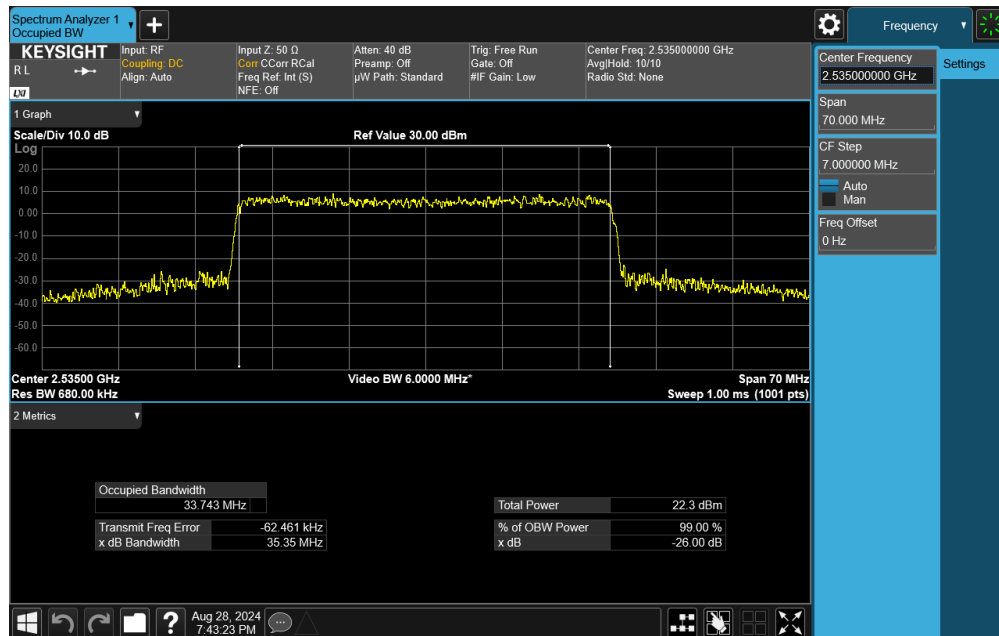 Spectrum Analyzer 1
Occupied BW
Frequency
KEYSIGHT
R L
LXI
Input: RF
Coupling: DC
Align: Auto
Input Z: 50 Ω
Corr CCorr RCal
Freq Ref: Int (S)
NFE: Off
Atten: 40 dB
Preamp: Off
µW Path: Standard
Trig: Free Run
Gate: Off
#IF Gain: Low
Center Freq: 2.535000000 GHz
Avg|Hold: 10/10
Radio Std: None
Center Frequency
2.535000000 GHz
Settings
Span
70.000 MHz
CF Step
7.000000 MHz
Auto
Man
Freq Offset
0 Hz
1 Graph
Scale/Div 10.0 dB
Ref Value 30.00 dBm
Log
20.0
10.0
0.00
-10.0
-20.0
-30.0
-40.0
-50.0
-60.0
Center 2.53500 GHz
Video BW 6.0000 MHz*
Span 70 MHz
Res BW 680.00 kHz
Sweep 1.00 ms (1001 pts)
2 Metrics
Occupied Bandwidth
33.743 MHz
Total Power 22.3 dBm
Transmit Freq Error -62.461 kHz
% of OBW Power 99.00 %
x dB Bandwidth 35.35 MHz
x dB -26.00 dB
?
Aug 28, 2024
7:43:23 PM